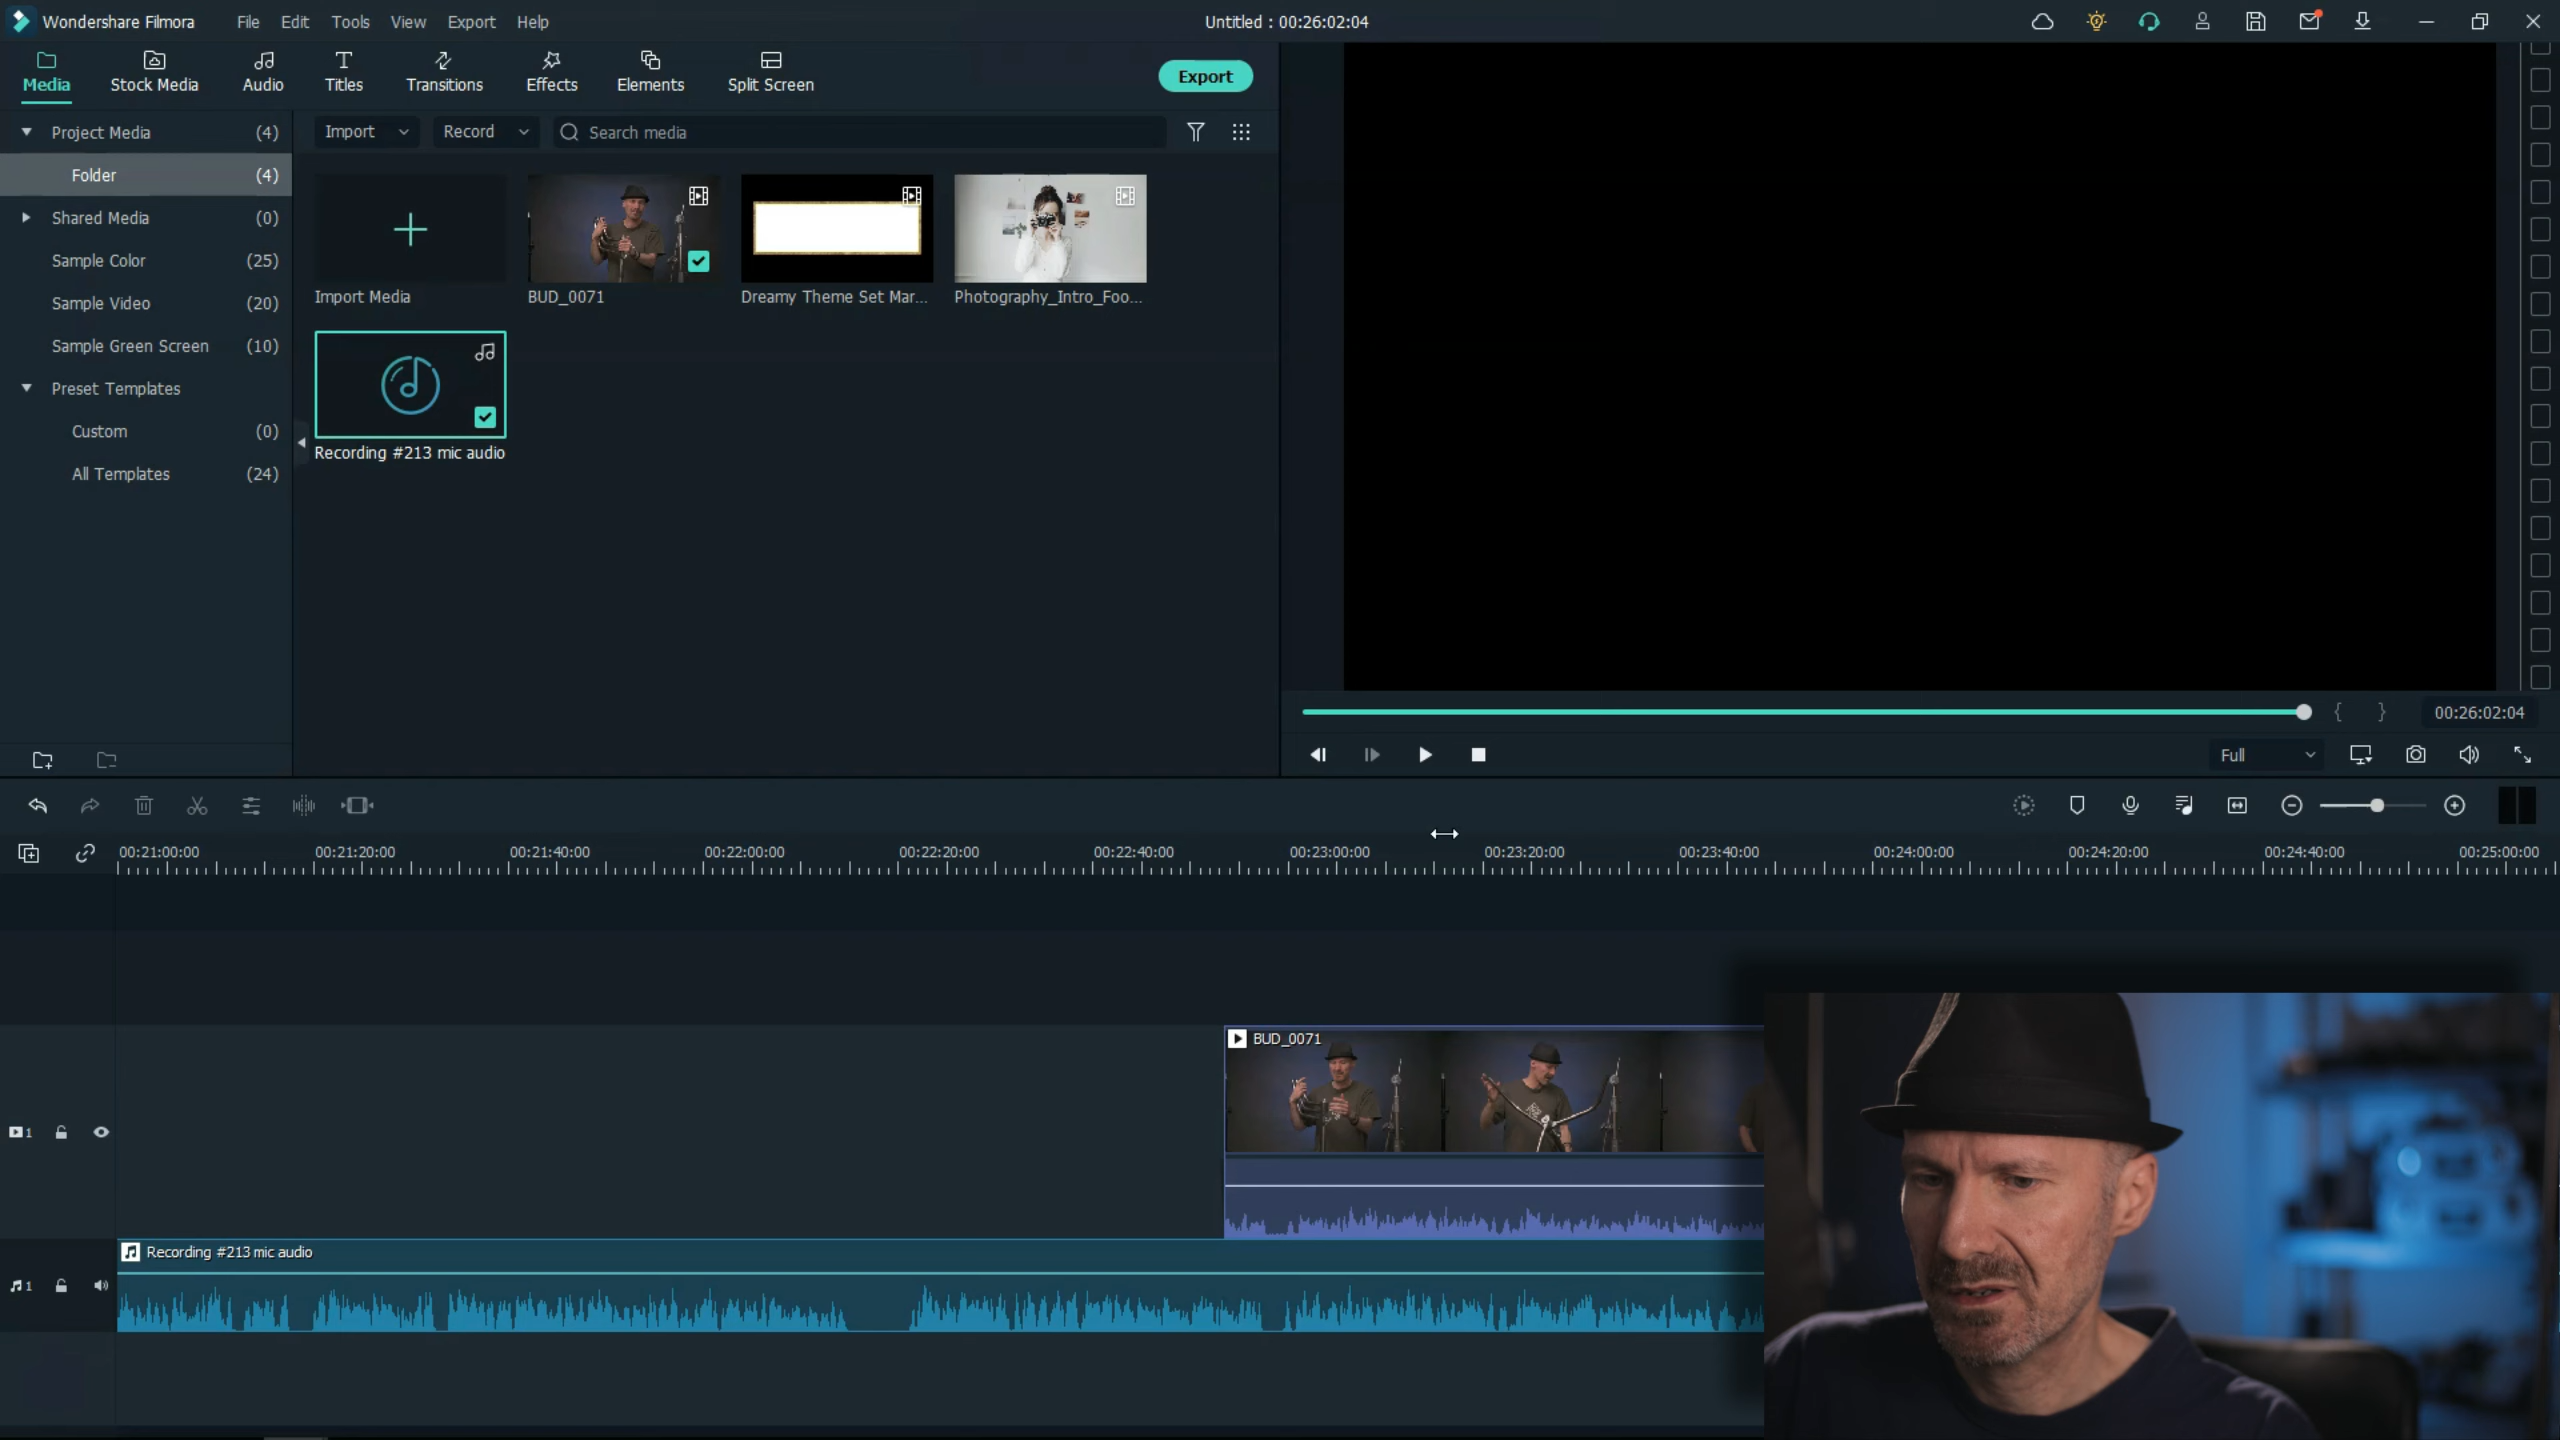 Wondershare Filmora File Edit Tools View Export Help Untitled : 00:26:02:04
Media Stock Media Audio Titles Transitions Effects Elements Split Screen Export
Project Media (4)
Folder (4)
Shared Media (0)
Sample Color (25)
Sample Video (20)
Sample Green Screen (10)
Preset Templates
Custom (0)
All Templates (24)
Import Record Search media
Import Media BUD_0071 Dreamy Theme Set Mar... Photography_Intro_Foo...
Recording #213 mic audio
00:26:02:04
Full
00:21:00:00 00:21:20:00 00:21:40:00 00:22:00:00 00:22:20:00 00:22:40:00 00:23:00:00 00:23:20:00 00:23:40:00 00:24:00:00 00:24:20:00 00:24:40:00 00:25:00:00
BUD_0071
1
Recording #213 mic audio
1